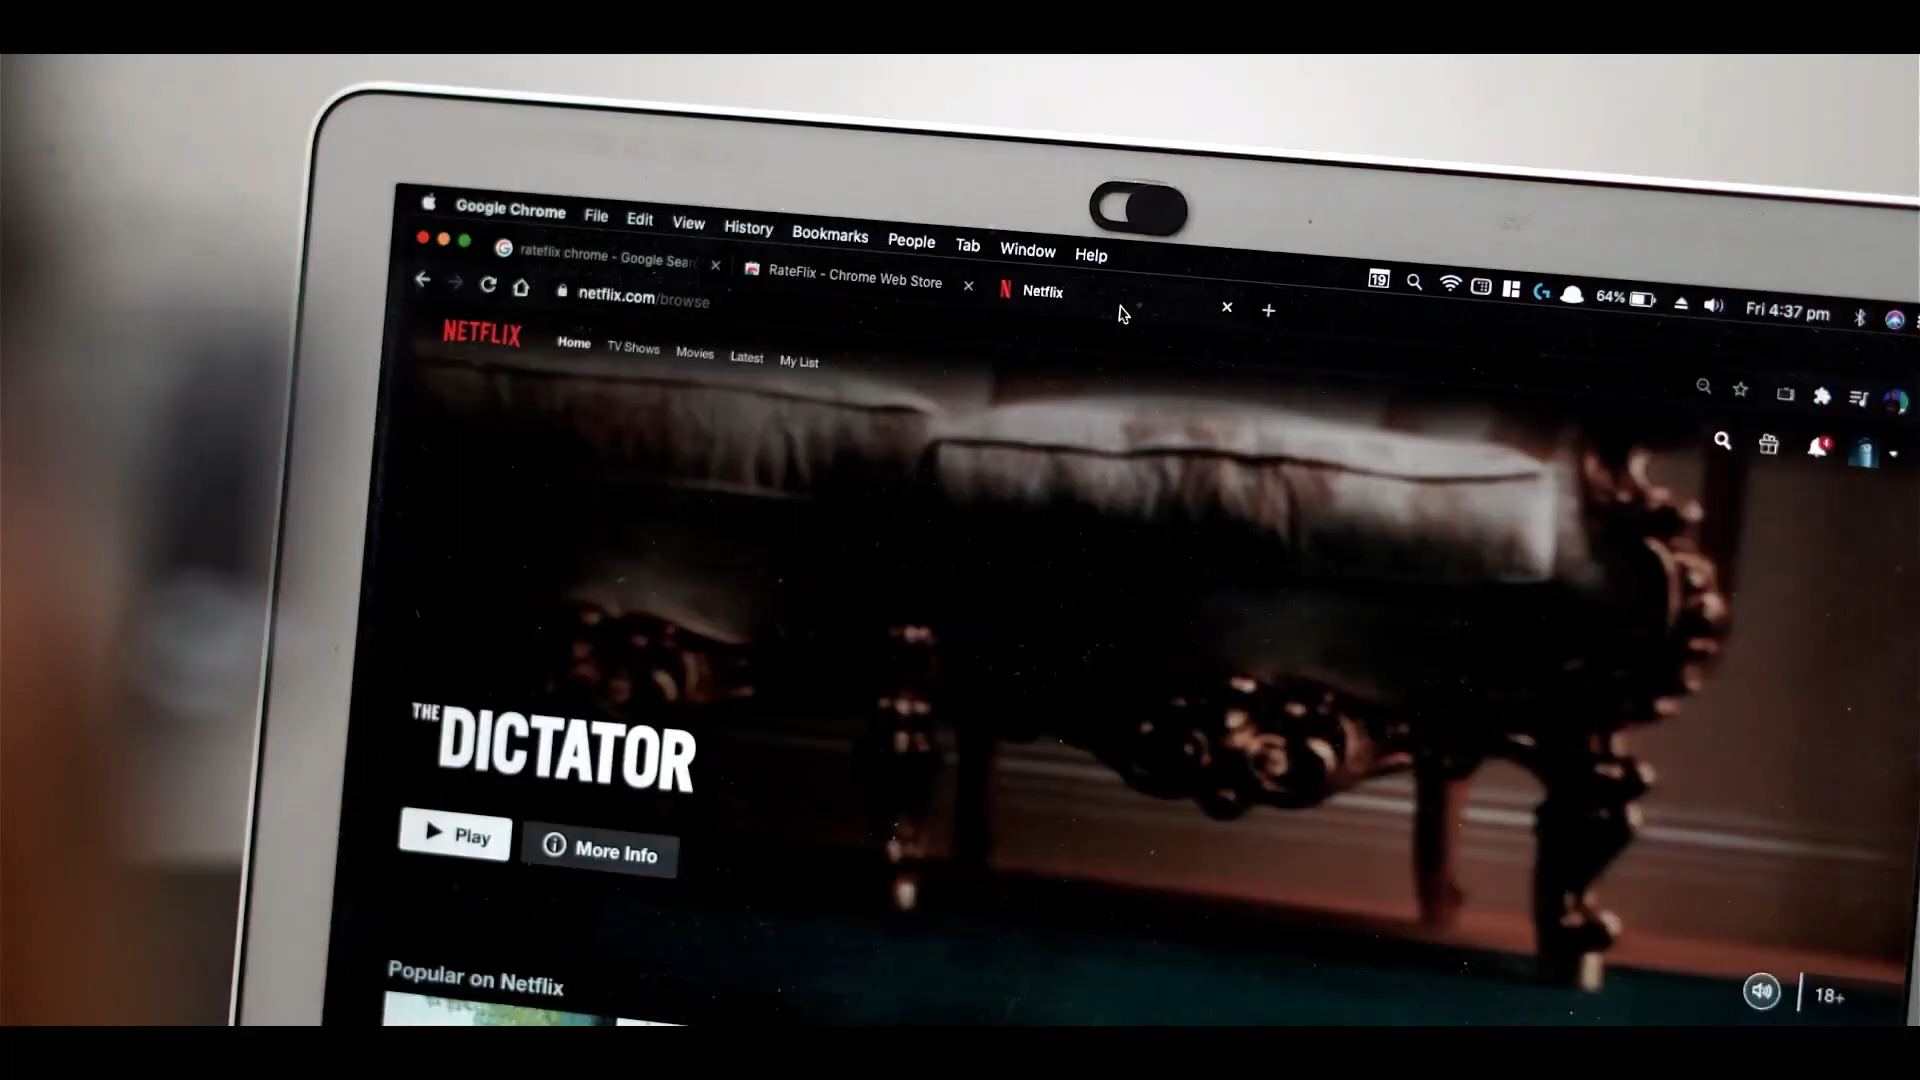 Google Chrome File Edit View History Bookmarks People Tab Window Help
19 64% Fri 4:37 pm
rateflix chrome - Google Sear
RateFlix - Chrome Web Store
Netflix
netflix.com/browse
NETFLIX Home TV Shows Movies Latest My List
THE
DICTATOR
Play More Info
18+
Popular on Netflix